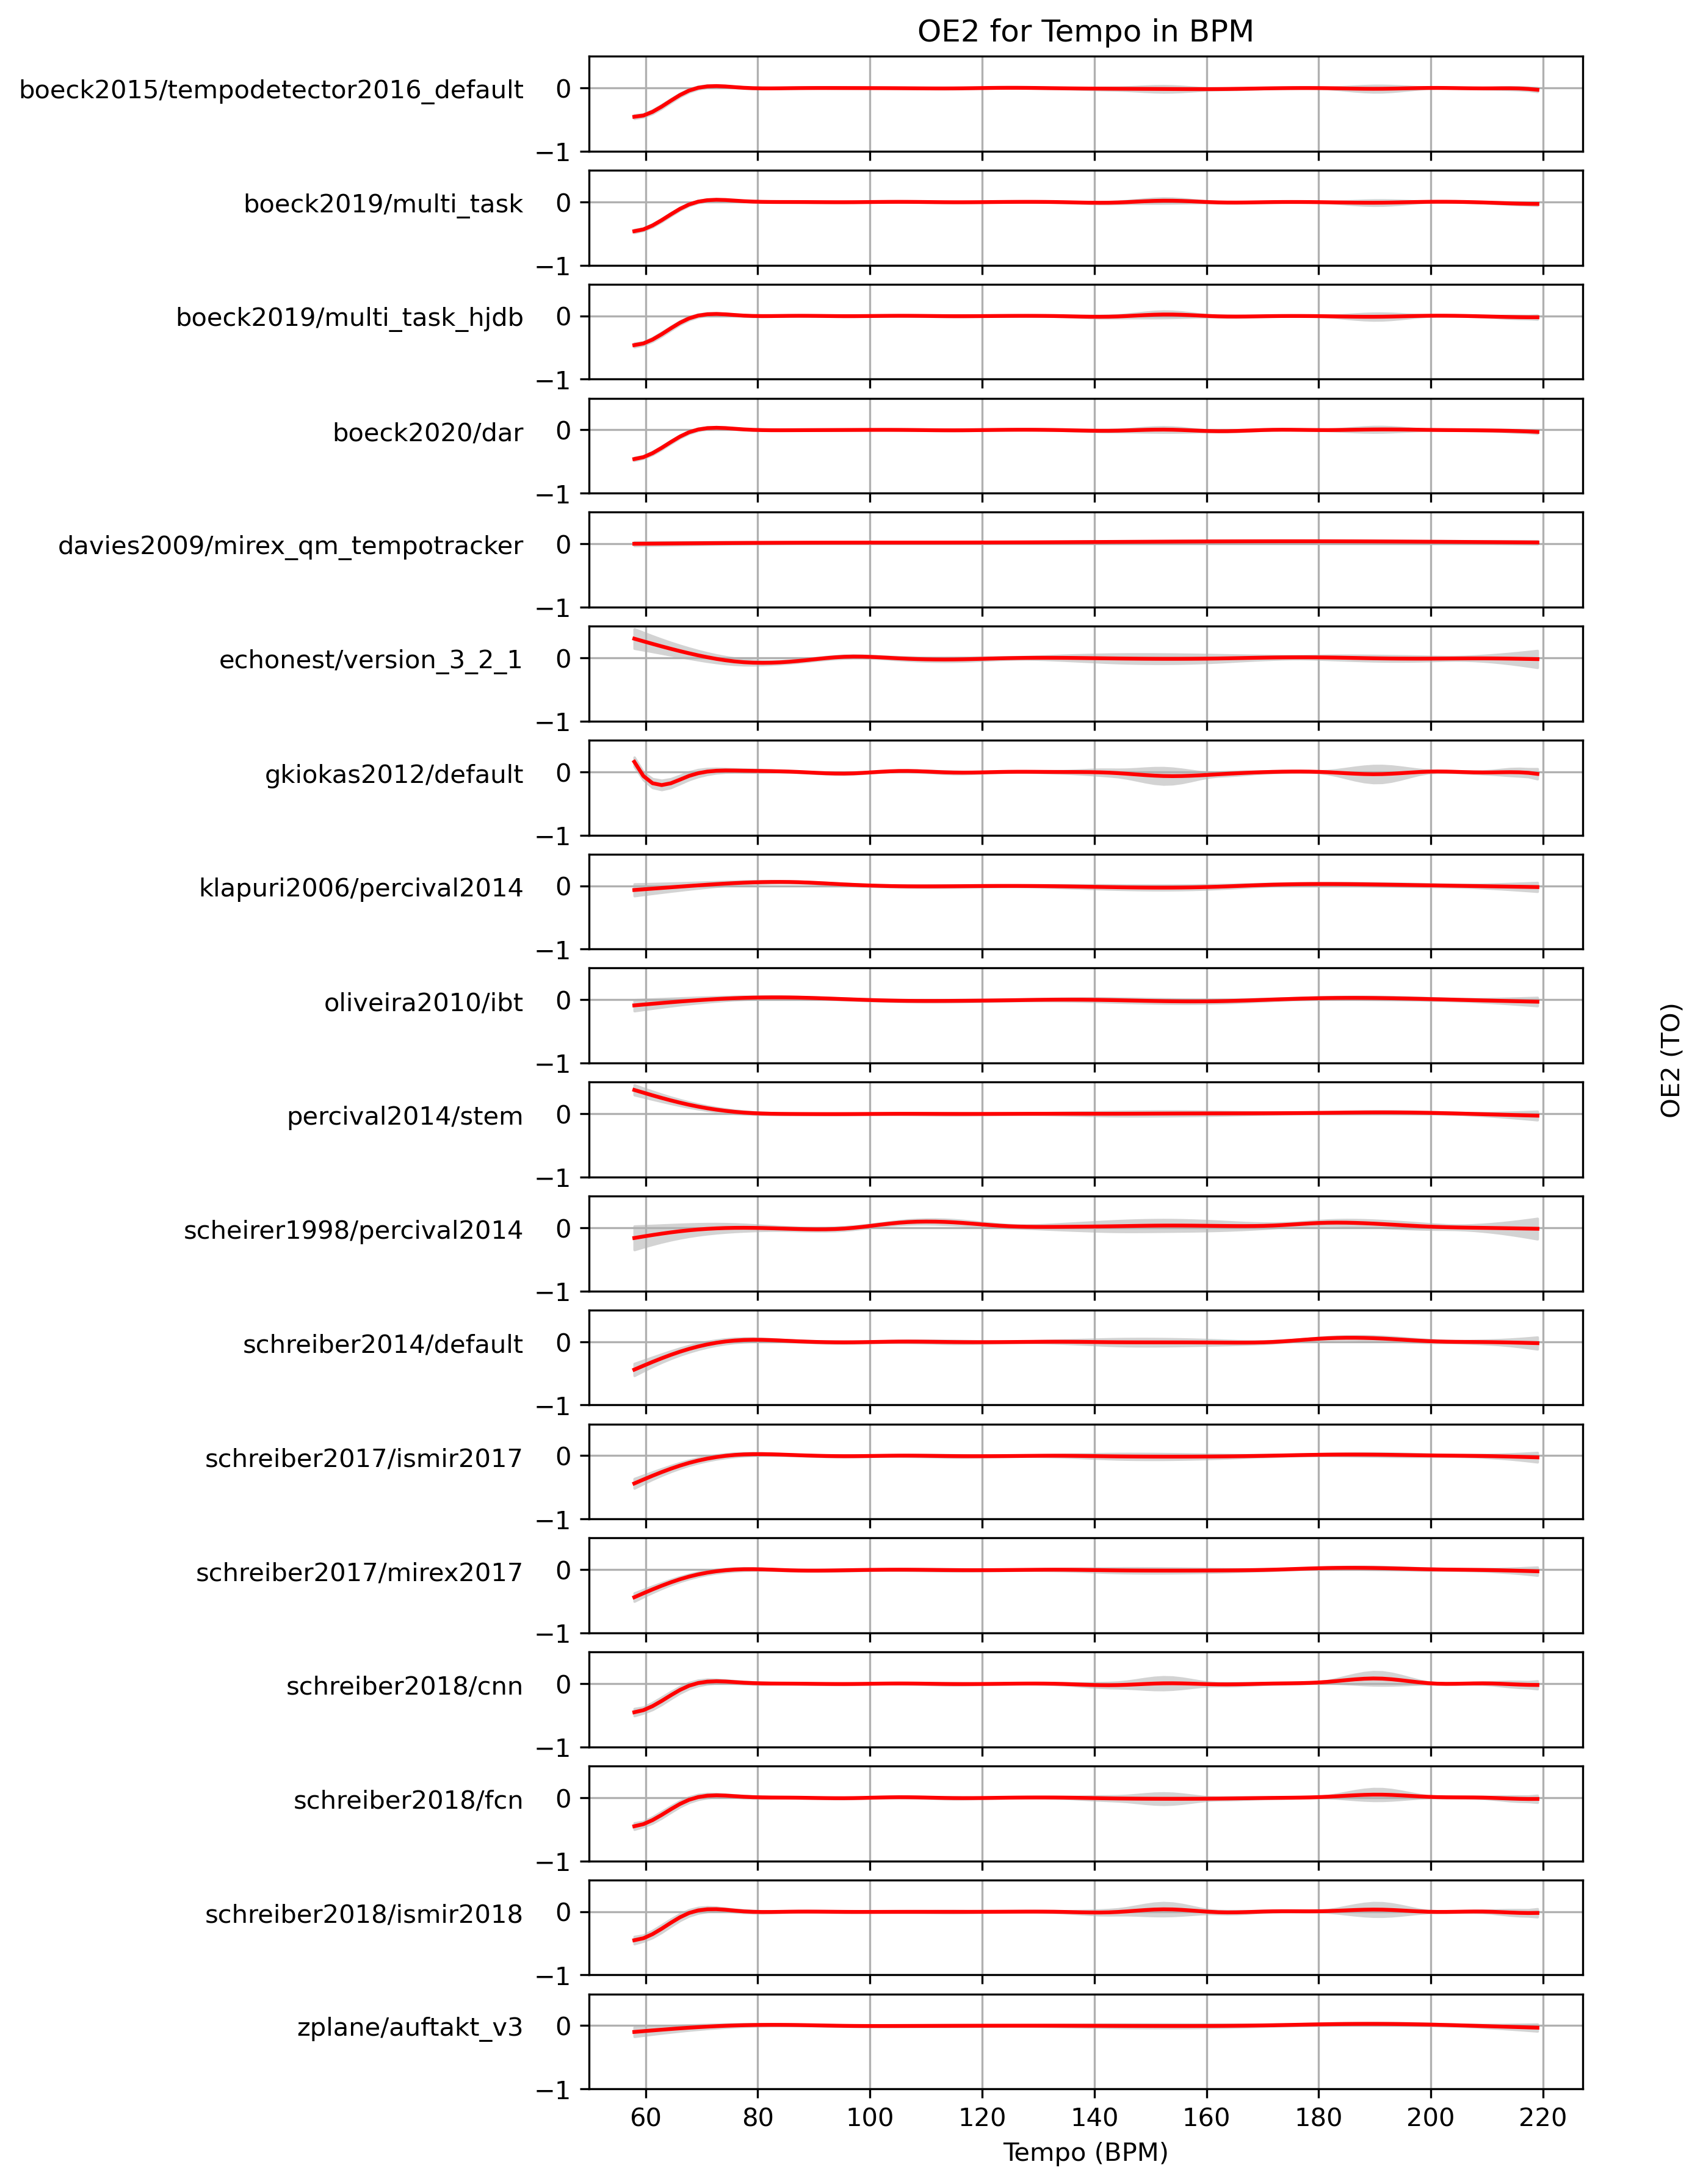 OE2 for Tempo in BPM
boeck2015/tempodetector2016_default
0
−1
boeck2019/multi_task
0
−1
boeck2019/multi_task_hjdb
0
−1
boeck2020/dar
0
−1
davies2009/mirex_qm_tempotracker
0
−1
echonest/version_3_2_1
0
−1
gkiokas2012/default
0
−1
klapuri2006/percival2014
0
−1
oliveira2010/ibt
0
−1
OE2 (TO)
percival2014/stem
0
−1
scheirer1998/percival2014
0
−1
schreiber2014/default
0
−1
schreiber2017/ismir2017
0
−1
schreiber2017/mirex2017
0
−1
schreiber2018/cnn
0
−1
schreiber2018/fcn
0
−1
schreiber2018/ismir2018
0
−1
zplane/auftakt_v3
0
−1
60 80 100 120 140 160 180 200 220
Tempo (BPM)